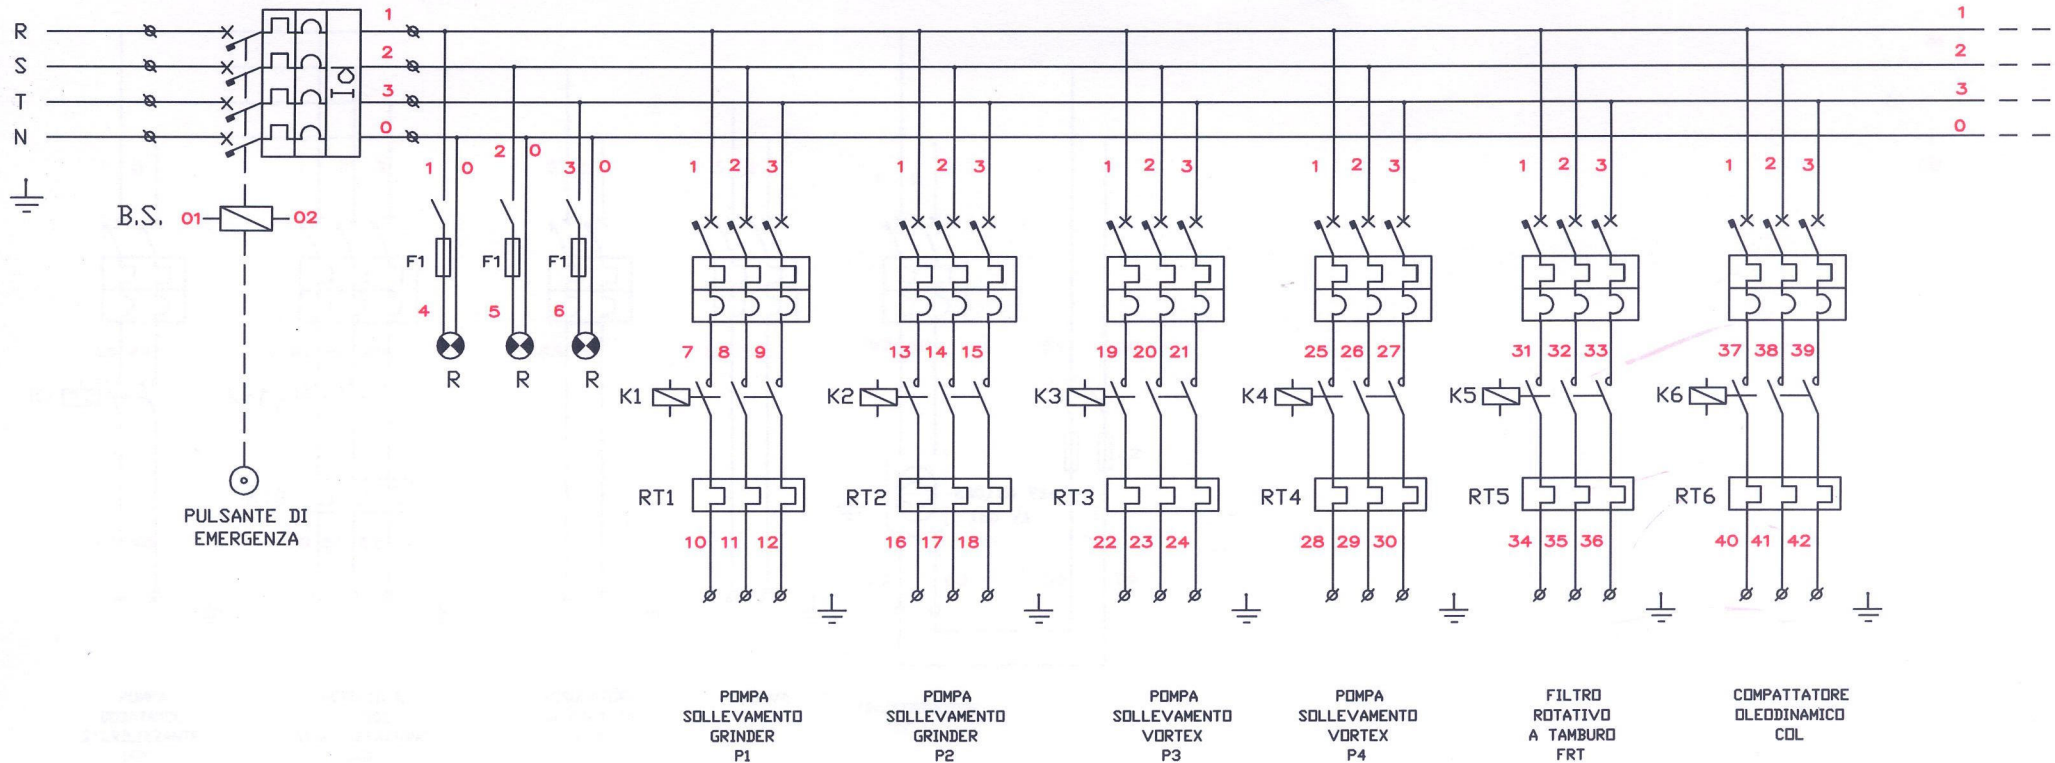 R 1 1
S 2 2
T 3 3
N 0 0
Id
1 0 2 0 3 0 1 2 3 1 2 3 1 2 3 1 2 3 1 2 3 1 2 3
B.S. 01 02
F1 F1 F1
4 5 6
7 8 9 13 14 15 19 20 21 25 26 27 31 32 33 37 38 39
R R R
K1 K2 K3 K4 K5 K6
RT1 RT2 RT3 RT4 RT5 RT6
PULSANTE DI
EMERGENZA
10 11 12 16 17 18 22 23 24 28 29 30 34 35 36 40 41 42
POMPA
SOLLEVAMENTO
GRINDER
P1
POMPA
SOLLEVAMENTO
GRINDER
P2
POMPA
SOLLEVAMENTO
VORTEX
P3
POMPA
SOLLEVAMENTO
VORTEX
P4
FILTRO
ROTATIVO
A TAMBURO
FRT
COMPATTATORE
OLEODINAMICO
COL